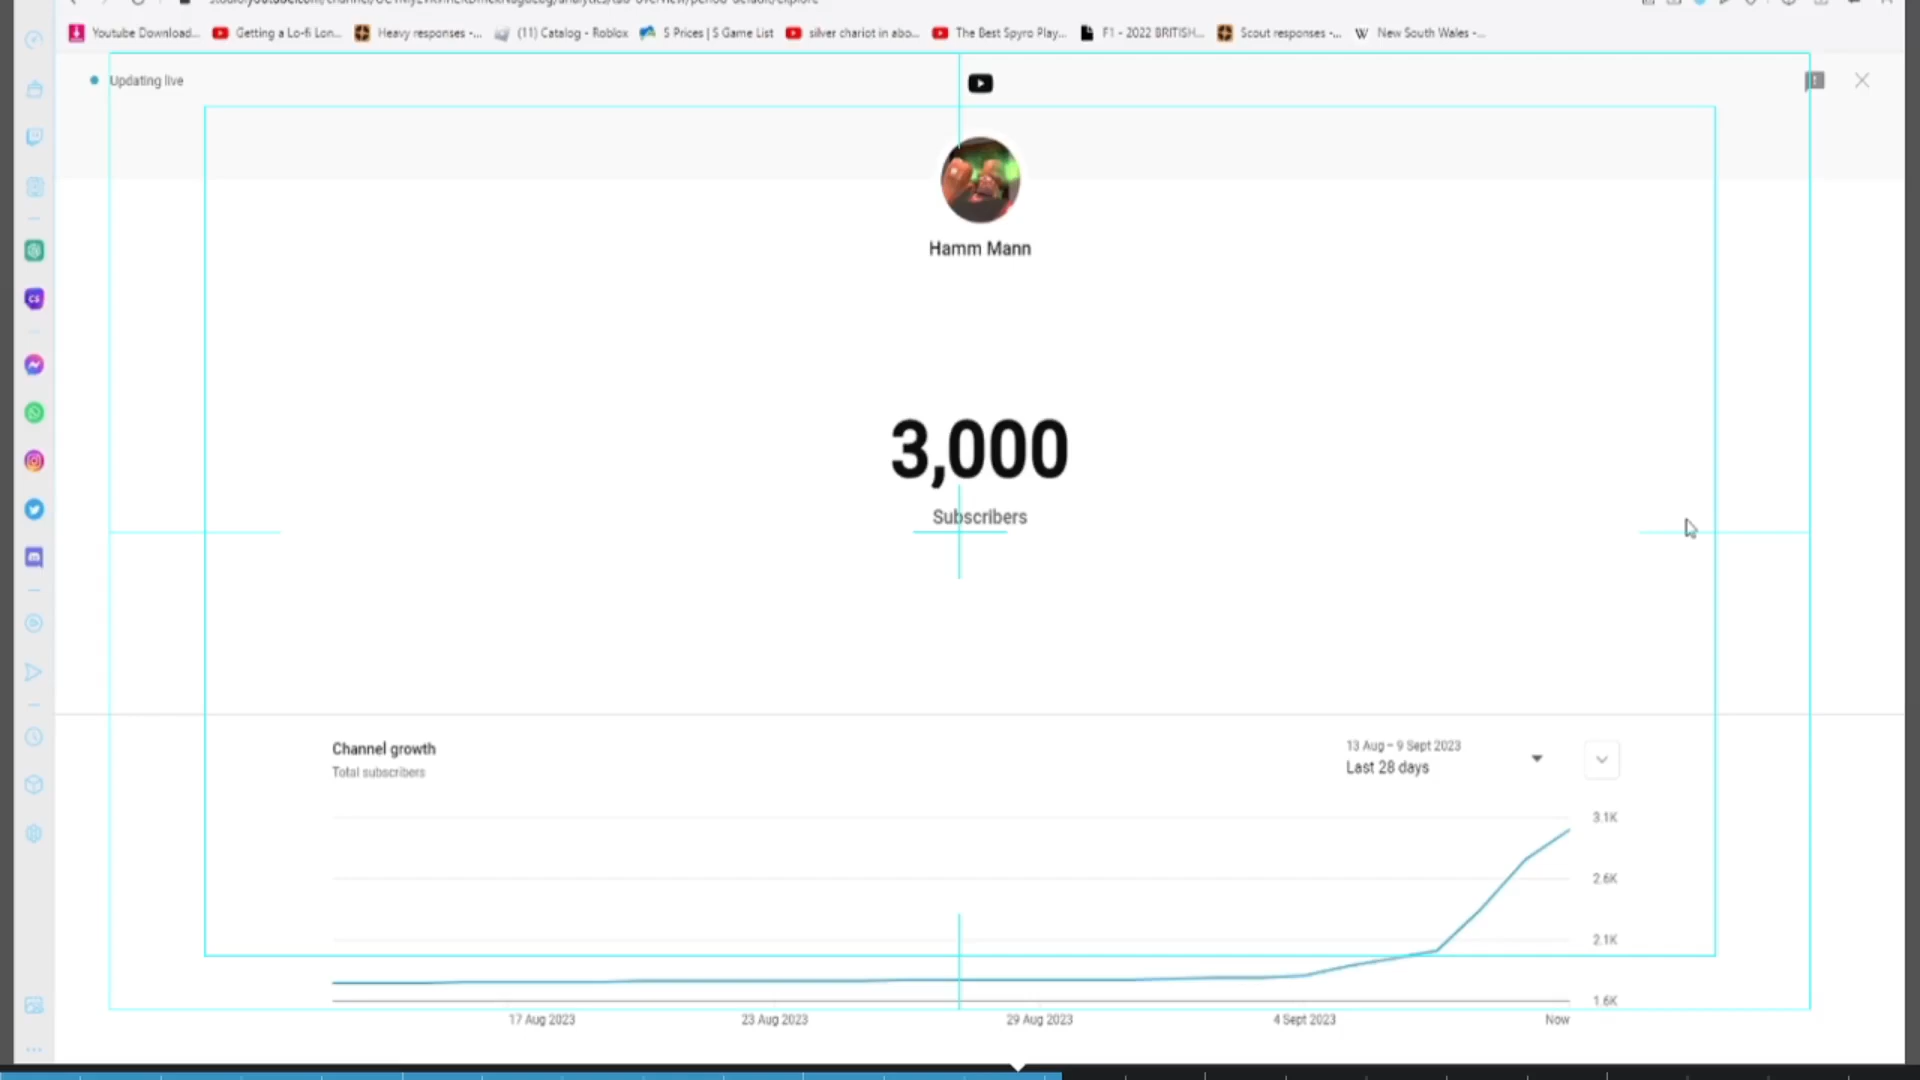 Youtube Download... Getting a Lo-fi Lon... Heavy responses -... (11) Catalog - Roblox S Prices | S Game List silver chariot in abo... The Best Spyro Play... F1 - 2022 BRITISH... Scout responses -... New South Wales -...
Updating live
Hamm Mann
3,000
Subscribers
Channel growth
Total subscribers
13 Aug – 9 Sept 2023
Last 28 days
3.1K
2.6K
2.1K
1.6K
17 Aug 2023 23 Aug 2023 29 Aug 2023 4 Sept 2023 Now